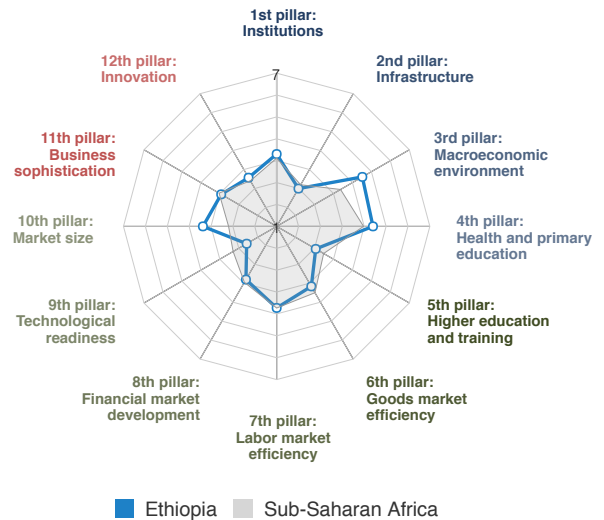 1st pillar:
Institutions
2nd pillar:
Infrastructure
3rd pillar:
Macroeconomic
environment
4th pillar:
Health and primary
education
5th pillar:
Higher education
and training
6th pillar:
Goods market
efficiency
7th pillar:
Labor market
efficiency
8th pillar:
Financial market
development
9th pillar:
Technological
readiness
10th pillar:
Market size
11th pillar:
Business
sophistication
12th pillar:
Innovation
7
1
Ethiopia
Sub-Saharan Africa